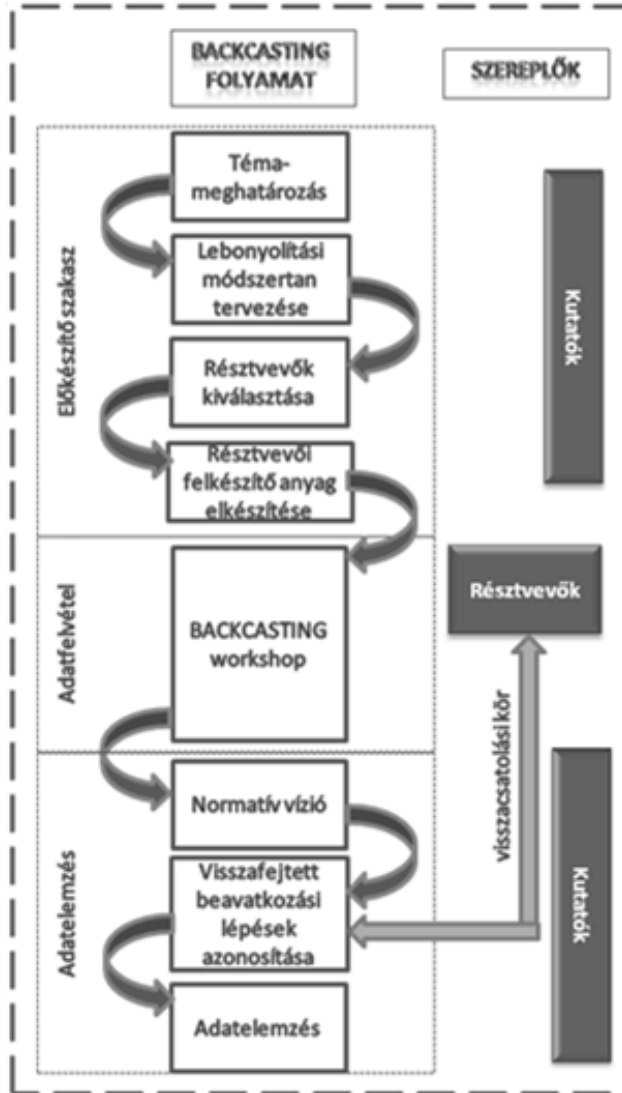 BACKCASTING
FOLYAMAT
SZEREPLŐK
Előkészítő szakasz
Téma-
meghatározás
Lebonyolítási
módszertan
tervezése
Résztvevők
kiválasztása
Résztvevői
felkészítő anyag
elkészítése
Kutatók
Adatfelvétel
BACKCASTING
workshop
Résztvevők
visszacsatolási kör
Adatelemzés
Normatív vízió
Visszafejtett
beavatkozási
lépések
azonosítása
Adatelemzés
Kutatók